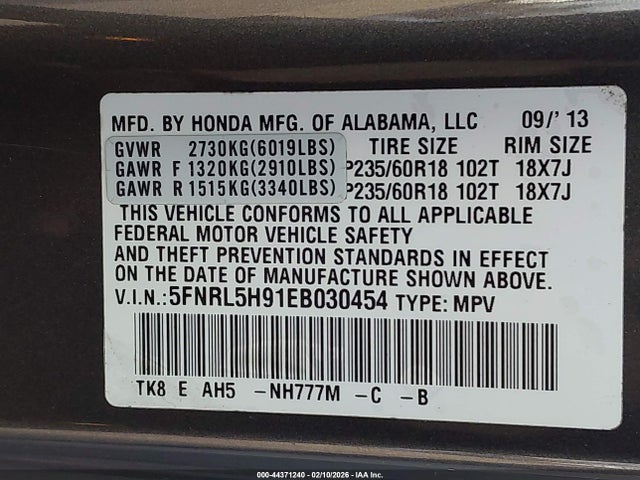 MFD. BY HONDA MFG. OF ALABAMA, LLC 09/' 13
GVWR 2730KG(6019LBS) TIRE SIZE RIM SIZE
GAWR F 1320KG(2910LBS) P235/60R18 102T 18X7J
GAWR R 1515KG(3340LBS) P235/60R18 102T 18X7J
THIS VEHICLE CONFORMS TO ALL APPLICABLE
FEDERAL MOTOR VEHICLE SAFETY
AND THEFT PREVENTION STANDARDS IN EFFECT
ON THE DATE OF MANUFACTURE SHOWN ABOVE.
V.I.N.:5FNRL5H91EB030454 TYPE: MPV
TK8 E AH5 -NH777M -C -B
000-44371240 - 02/10/2026 - IAA Inc.